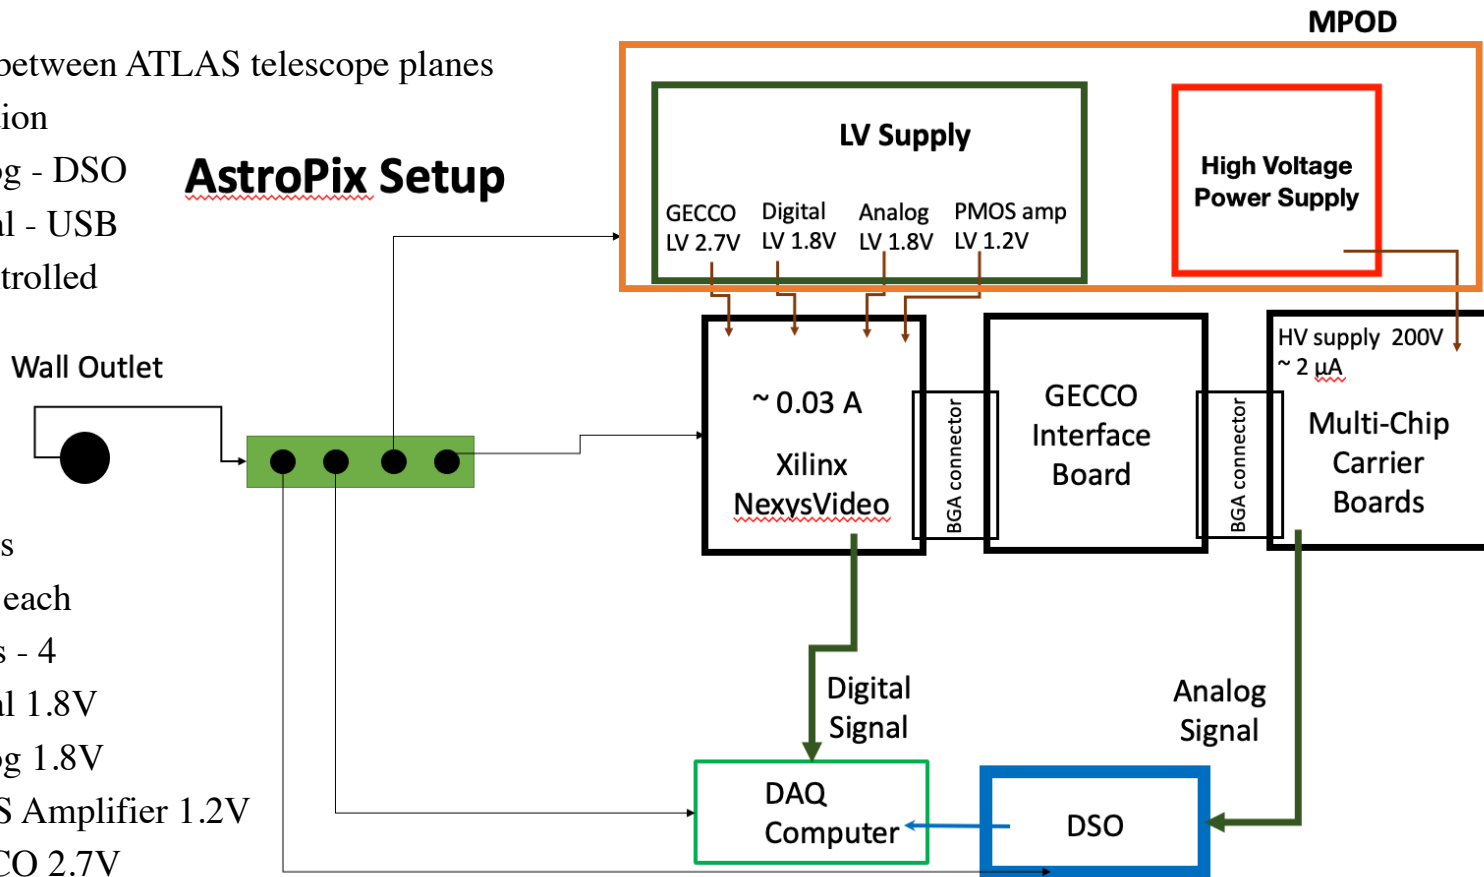 MPOD
between ATLAS telescope planes
AstroPix Setup
- DSO
- USB
LV Supply
GECCO
LV 2.7V
Digital
LV 1.8V
Analog
LV 1.8V
PMOS amp
LV 1.2V
High Voltage
Power Supply
Wall Outlet
~ 0.03 A
Xilinx
NexysVideo
BGA connector
GECCO
Interface
Board
BGA connector
HV supply 200V
~ 2 µA
Multi-Chip
Carrier
Boards
each
- 4
1.8V
1.8V
Amplifier 1.2V
2.7V
Digital
Signal
Analog
Signal
DAQ
Computer
DSO